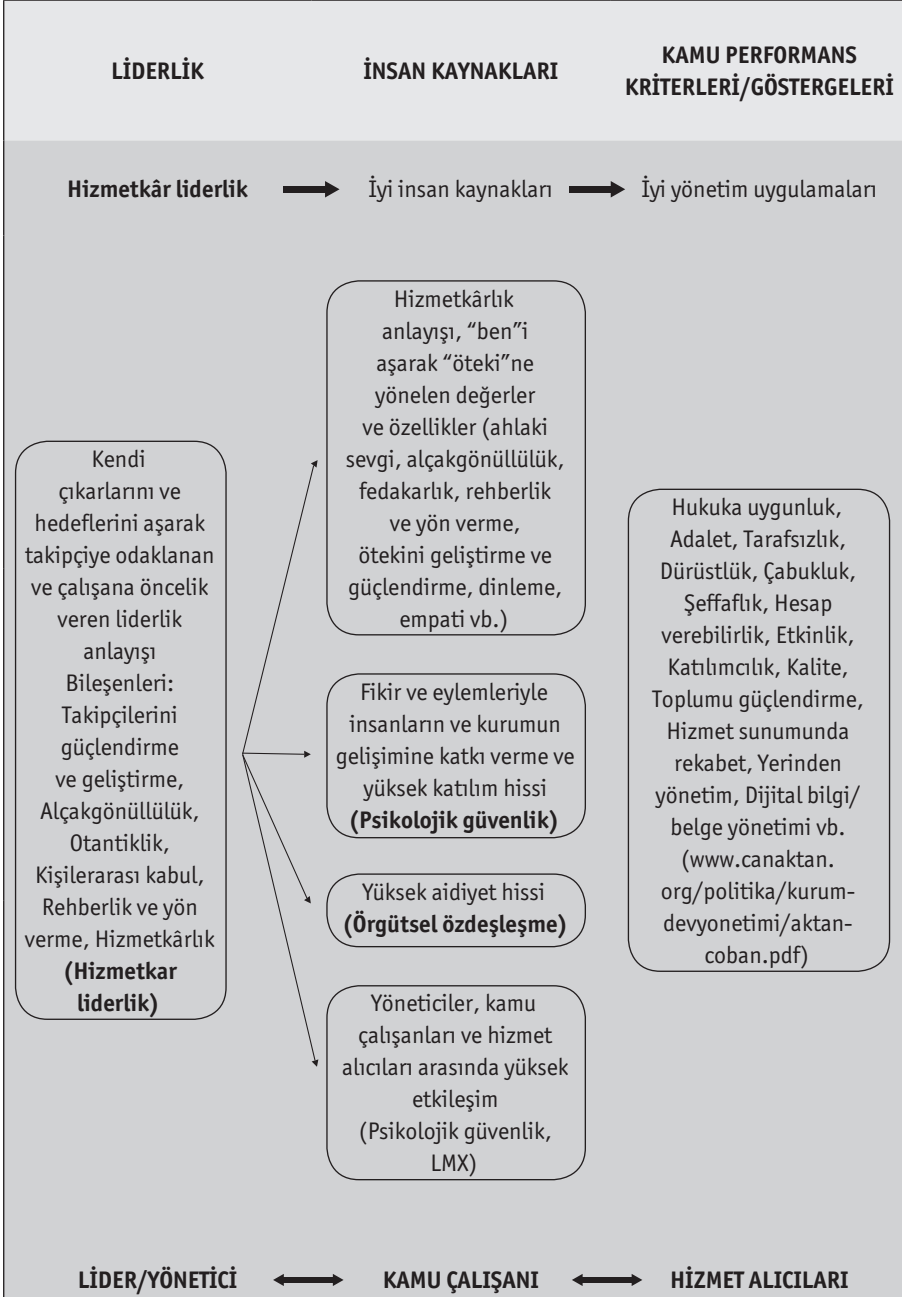 LİDERLİK
İNSAN KAYNAKLARI
KAMU PERFORMANS
KRİTERLERİ/GÖSTERGELERİ
Hizmetkâr liderlik
İyi insan kaynakları
İyi yönetim uygulamaları
Kendi
çıkarlarını ve
hedeflerini aşarak
takipçiye odaklanan
ve çalışana öncelik
veren liderlik
anlayışı
Bileşenleri:
Takipçilerini
güçlendirme
ve geliştirme,
Alçakgönüllülük,
Otantiklik,
Kişilerarası kabul,
Rehberlik ve yön
verme, Hizmetkârlık
(Hizmetkar
liderlik)
Hizmetkârlık
anlayışı, “ben”i
aşarak “öteki”ne
yönelen değerler
ve özellikler (ahlaki
sevgi, alçakgönüllülük,
fedakarlık, rehberlik
ve yön verme,
ötekini geliştirme ve
güçlendirme, dinleme,
empati vb.)
Fikir ve eylemleriyle
insanların ve kurumun
gelişimine katkı verme ve
yüksek katılım hissi
(Psikolojik güvenlik)
Yüksek aidiyet hissi
(Örgütsel özdeşleşme)
Yöneticiler, kamu
çalışanları ve hizmet
alıcıları arasında yüksek
etkileşim
(Psikolojik güvenlik,
LMX)
Hukuka uygunluk,
Adalet, Tarafsızlık,
Dürüstlük, Çabukluk,
Şeffaflık, Hesap
verebilirlik, Etkinlik,
Katılımcılık, Kalite,
Toplumu güçlendirme,
Hizmet sunumunda
rekabet, Yerinden
yönetim, Dijital bilgi/
belge yönetimi vb.
(www.canaktan.
org/politika/kurum-
devyonetimi/aktan-
coban.pdf)
LİDER/YÖNETİCİ
KAMU ÇALIŞANI
HİZMET ALICILARI